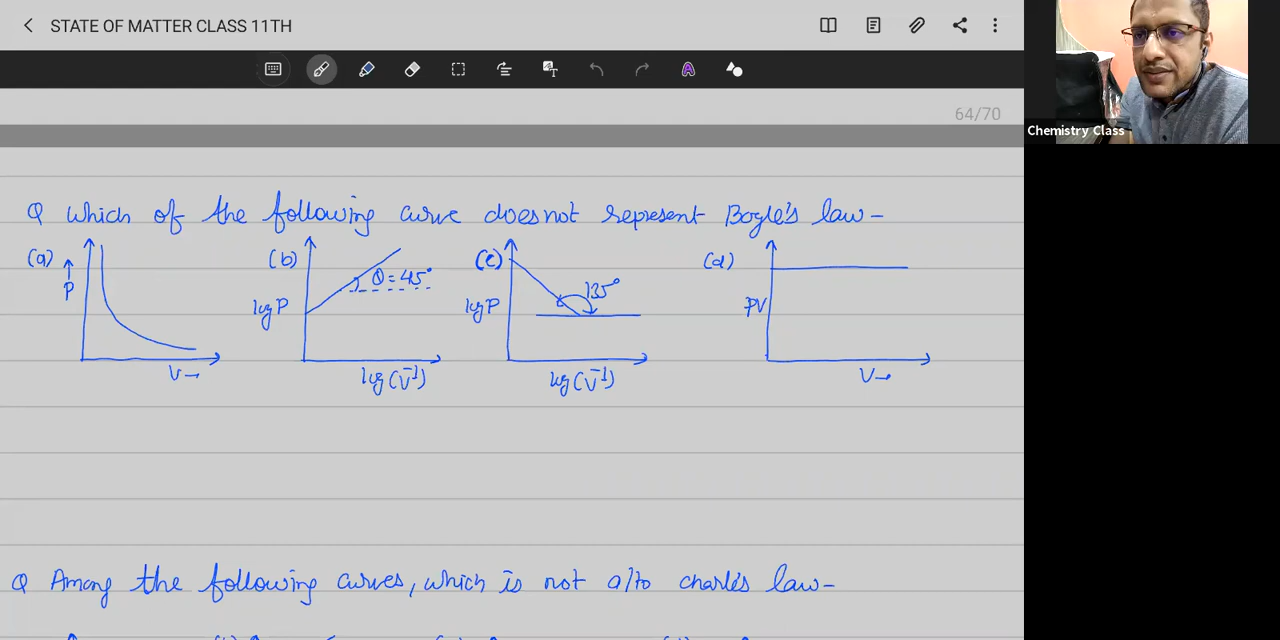 STATE OF MATTER CLASS 11TH
64/70
Chemistry Class
Q Which of the following curve does not represent Boyle's law-
(a) (b) θ=45° (c) 135° (d)
P log P log P PV
V→ log(V⁻¹) log(V⁻¹) V→
Q Among the following curves, which is not a/to charle's law-